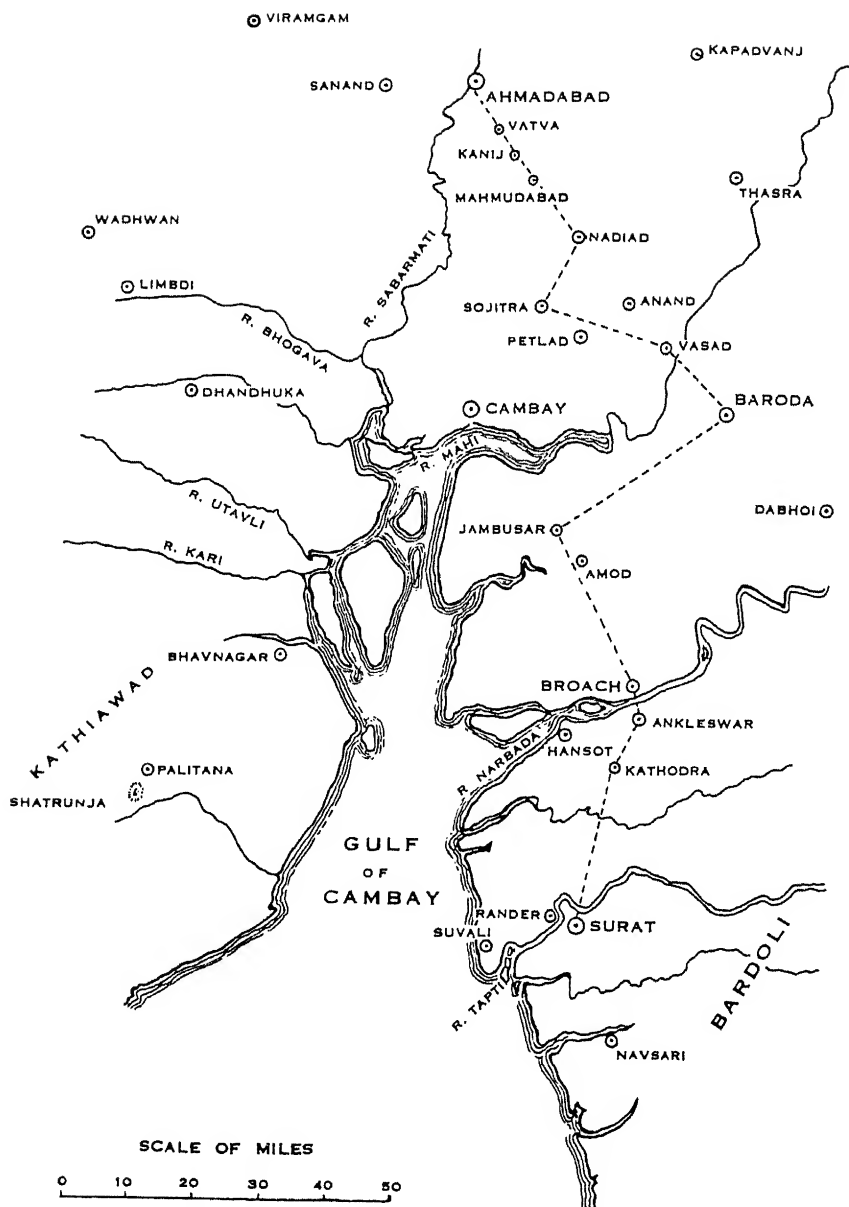 VIRAMGAM
KAPADVANJ
SANAND
AHMADABAD
VATVA
KANIJ
MAHMUDABAD
THASRA
WADHWAN
NADIAD
LIMBDI
R. SABARMATI
SOJITRA
ANAND
R. BHOGAVA
PETLAD
VASAD
DHANDHUKA
CAMBAY
BARODA
R. MAHI
R. UTAVLI
JAMBUSAR
DABHOI
R. KARI
AMOD
BHAVNAGAR
BROACH
ANKLESWAR
KATHIAWAD
R. NARBADA
HANSOT
PALITANA
KATHODRA
SHATRUNJA
GULF
OF
CAMBAY
RANDER
SURAT
SUVALI
BARDOLI
R. TAPTI
NAVSARI
SCALE OF MILES
0 10 20 30 40 50